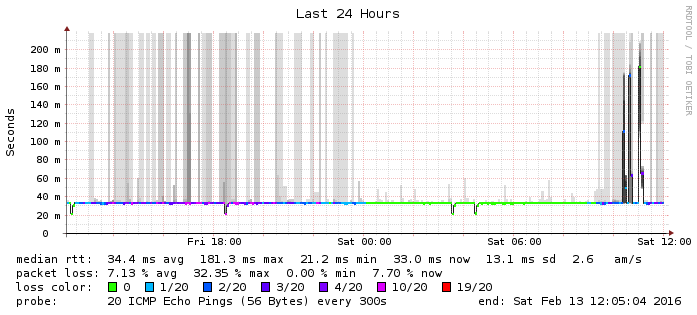 Last 24 Hours
RRDTOOL / TOBI OETIKER
Seconds
200 m
180 m
160 m
140 m
120 m
100 m
80 m
60 m
40 m
20 m
0
Fri 18:00 Sat 00:00 Sat 06:00 Sat 12:00
median rtt: 34.4 ms avg 181.3 ms max 21.2 ms min 33.0 ms now 13.1 ms sd 2.6 am/s
packet loss: 7.13 % avg 32.35 % max 0.00 % min 7.70 % now
loss color: 0 1/20 2/20 3/20 4/20 10/20 19/20
probe: 20 ICMP Echo Pings (56 Bytes) every 300s end: Sat Feb 13 12:05:04 2016